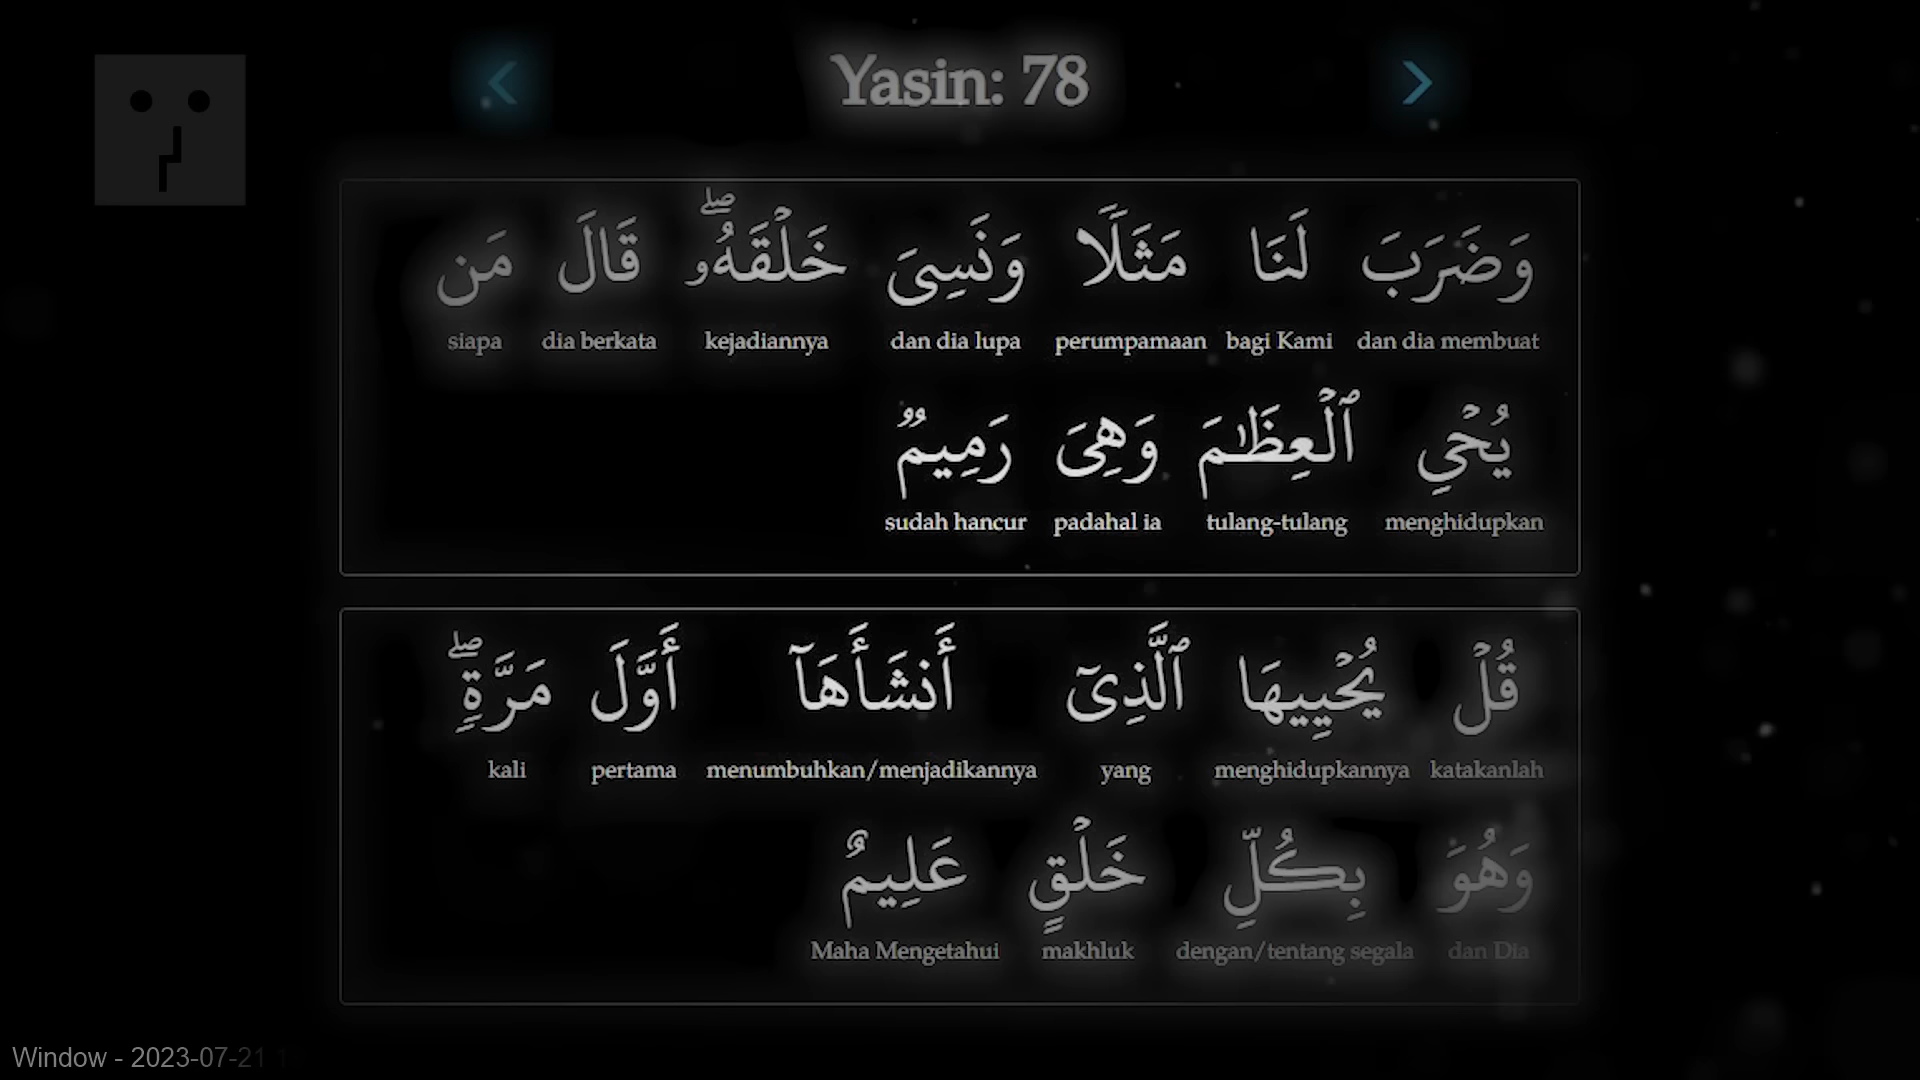 Yasin: 78
وَضَرَبَ لَنَا مَثَلًا وَنَسِىَ خَلْقَهُۥ ۖ قَالَ مَن
dan dia membuat bagi Kami perumpamaan dan dia lupa kejadiannya dia berkata siapa
يُحْىِ ٱلْعِظَـٰمَ وَهِىَ رَمِيمٌ
menghidupkan tulang-tulang padahal ia sudah hancur
قُلْ يُحْيِيهَا ٱلَّذِىٓ أَنشَأَهَآ أَوَّلَ مَرَّةٍ ۖ
katakanlah menghidupkannya yang menumbuhkan/menjadikannya pertama kali
وَهُوَ بِكُلِّ خَلْقٍ عَلِيمٌ
dan Dia dengan/tentang segala makhluk Maha Mengetahui
Window - 2023-07-21